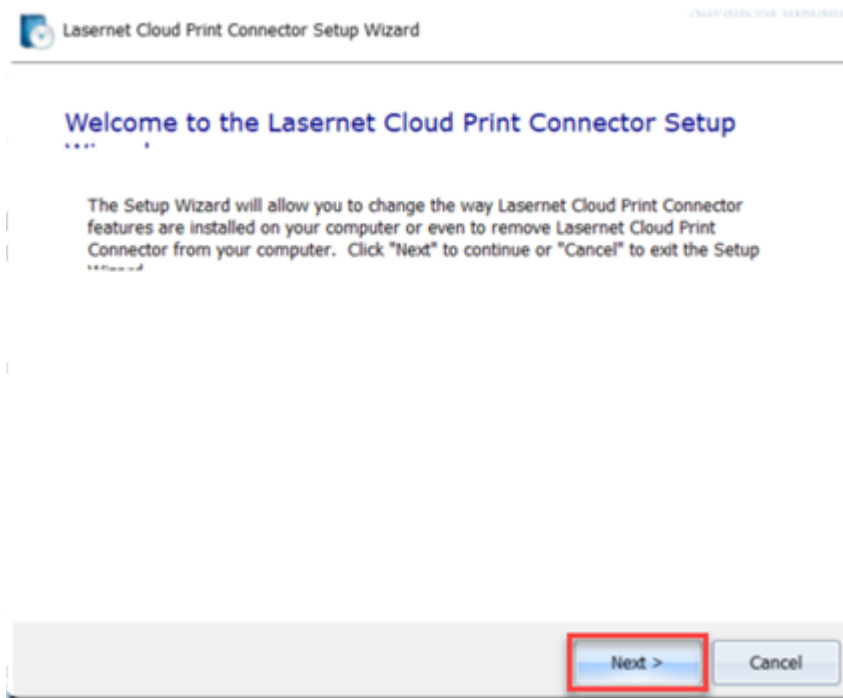 Lasernet Cloud Print Connector Setup Wizard
Welcome to the Lasernet Cloud Print Connector Setup
The Setup Wizard will allow you to change the way Lasernet Cloud Print Connector
features are installed on your computer or even to remove Lasernet Cloud Print
Connector from your computer.  Click "Next" to continue or "Cancel" to exit the Setup
Next >
Cancel